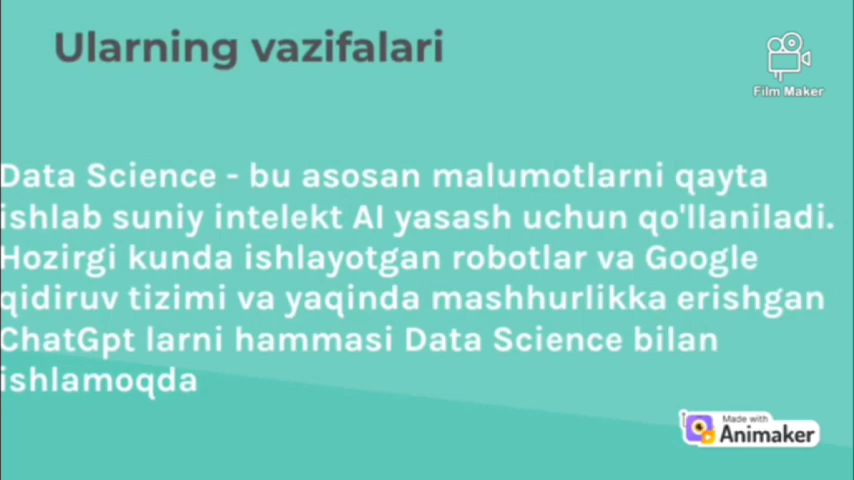 Ularning vazifalari
Film Maker
Data Science - bu asosan malumotlarni qayta
ishlab suniy intelekt AI yasash uchun qo'llaniladi.
Hozirgi kunda ishlayotgan robotlar va Google
qidiruv tizimi va yaqinda mashhurlikka erishgan
ChatGpt larni hammasi Data Science bilan
ishlamoqda
Made with
Animaker